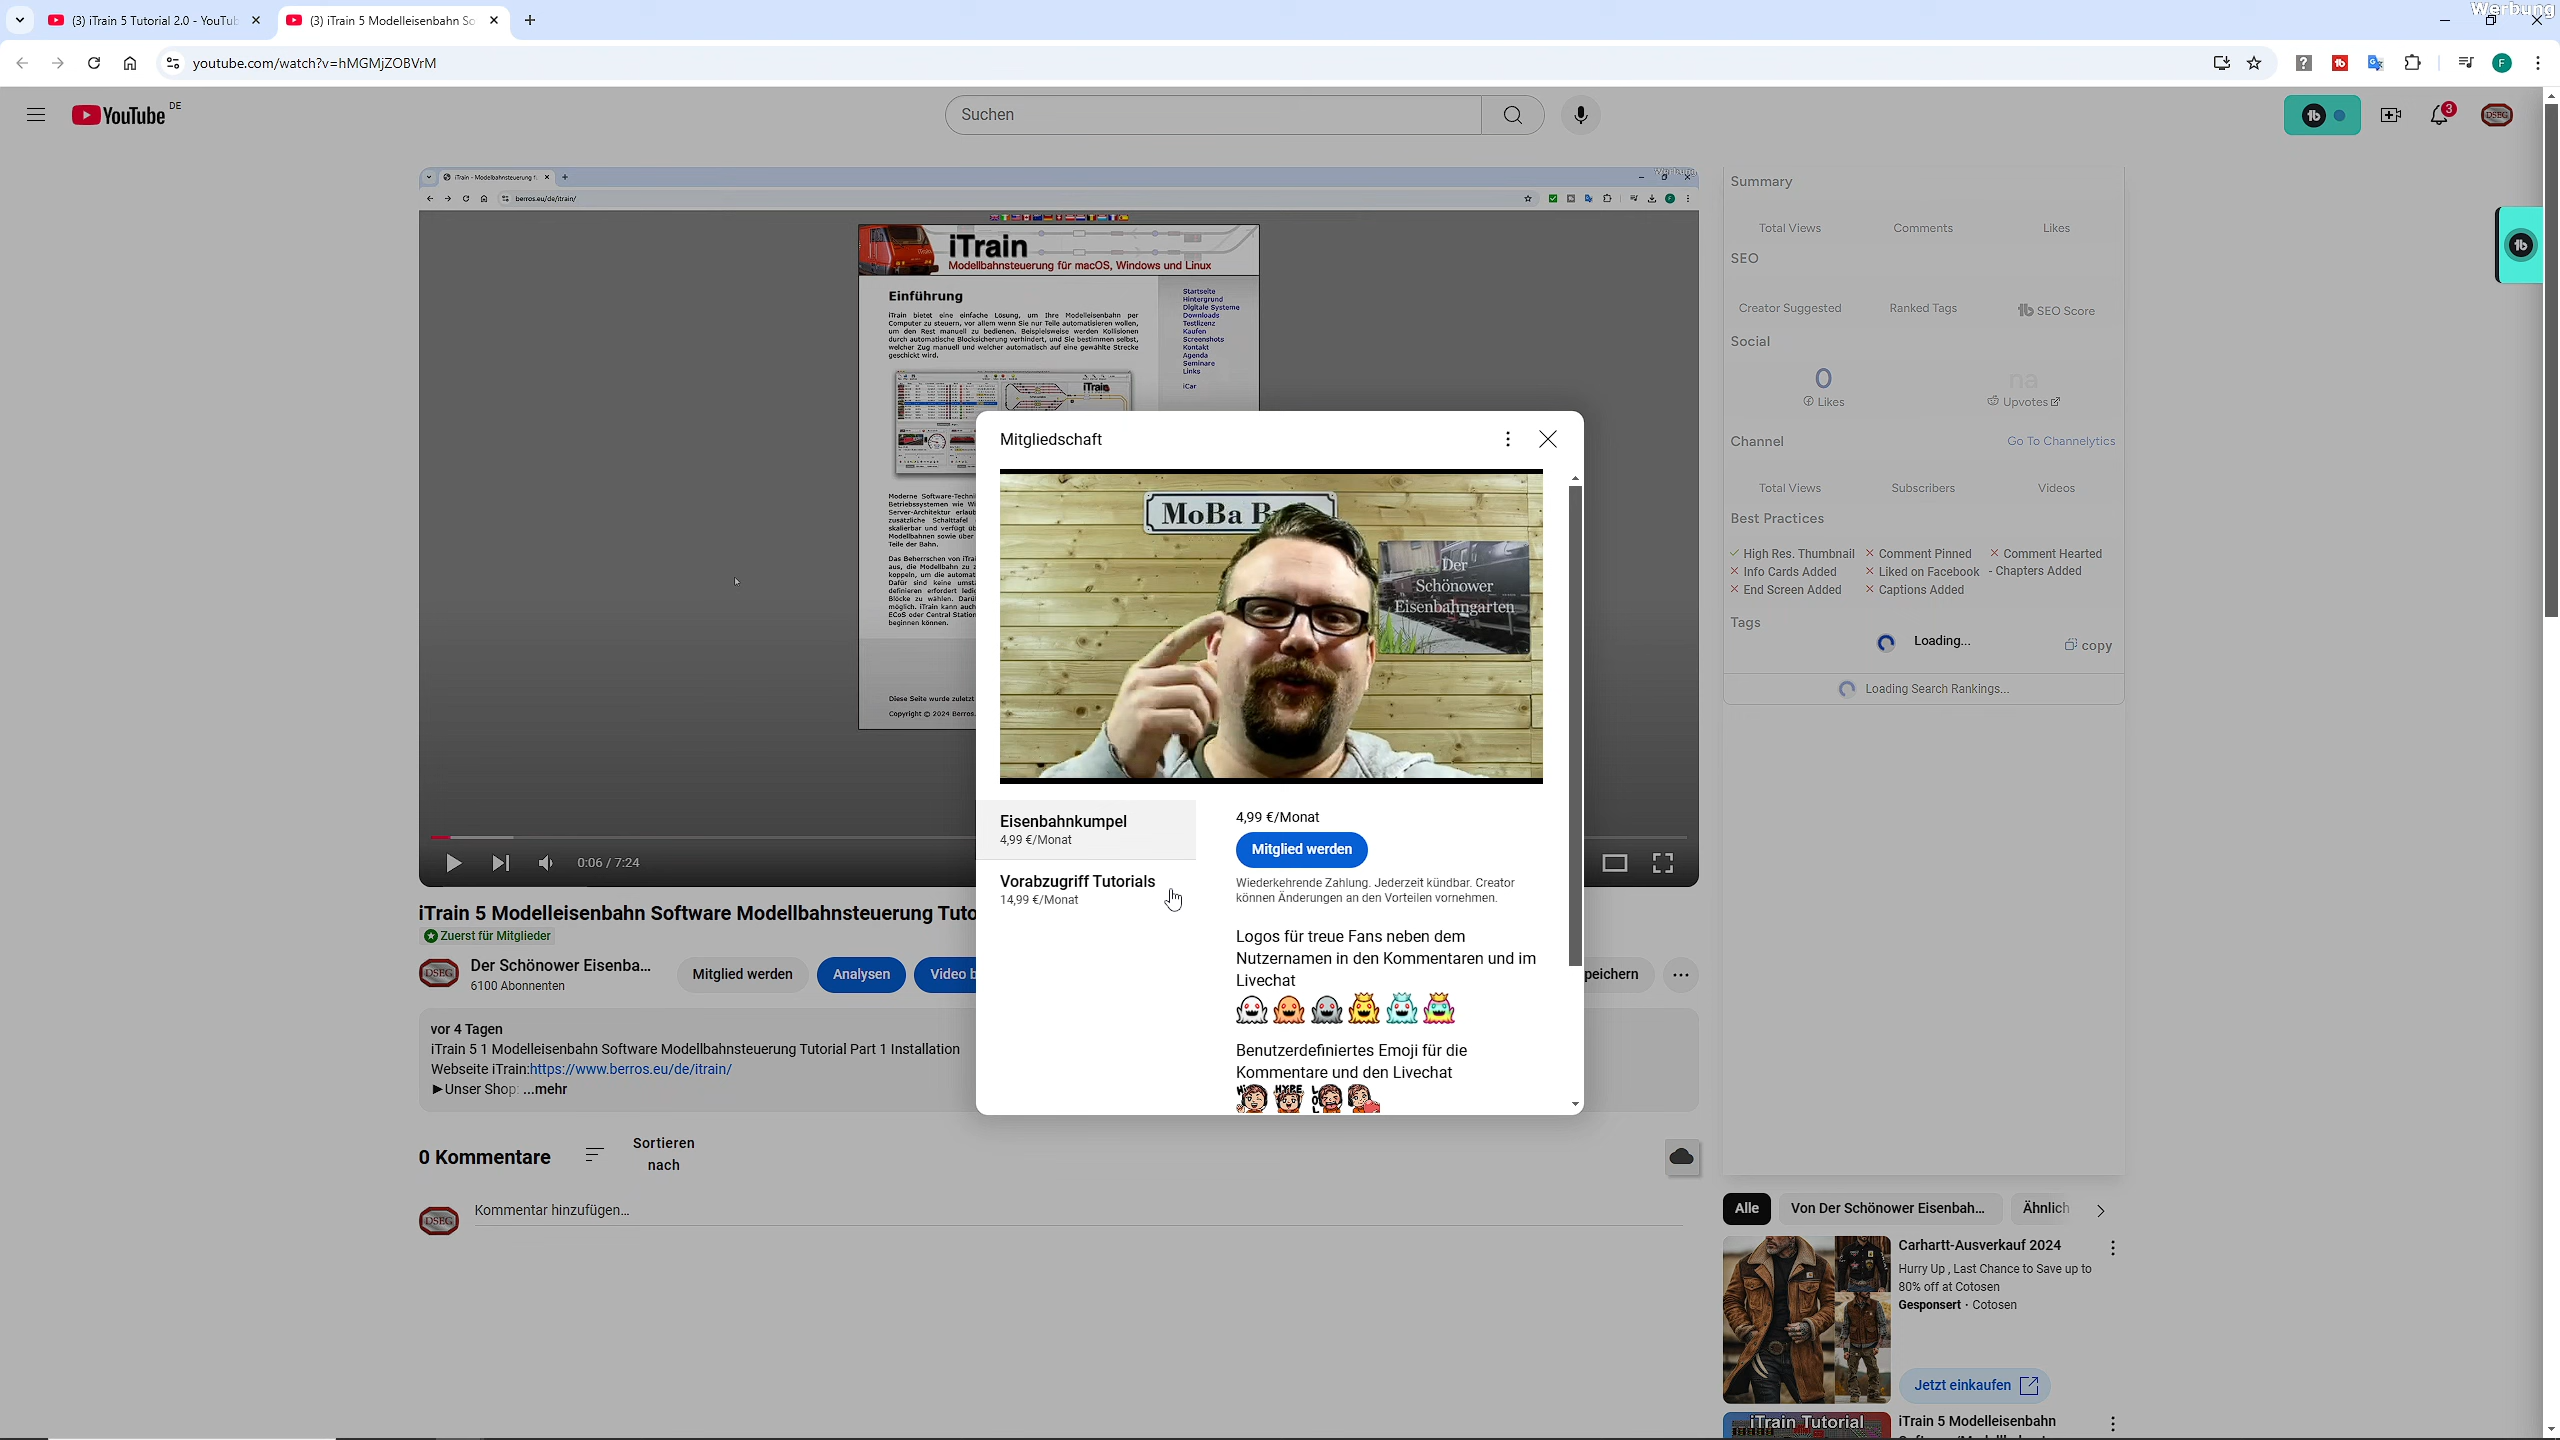 (3) iTrain 5 Tutorial 2.0 - YouTub
(3) iTrain 5 Modelleisenbahn So
Werbung
youtube.com/watch?v=hMGMjZOBVrM
YouTube DE
Suchen
3
DSEG
iTrain - Modelbahnsteuerung f.
berros.eu/de/itrain/
iTrain
Modellbahnsteuerung für macOS, Windows und Linux
Einführung
iTrain bietet eine einfache Lösung, um Ihre Modelleisenbahn per
Computer zu steuern, vor allem wenn Sie nur Teile automatisieren wollen,
um den Rest manuell zu bedienen. Beispielsweise werden Kollisionen
durch automatische Blocksicherung verhindert, und Sie bestimmen selbst,
welcher Zug manuell und welcher automatisch auf eine gewählte Strecke
geschickt wird.
Startseite
Hintergrund
Digitale Systeme
Downloads
Testlizenz
Kaufen
Screenshots
Kontakt
Agenda
Seminare
Links
iCar
iTrain
Moderne Software-Techni
Betriebssystemen wie Wi
Server-Architektur erlaub
zusätzliche Schalttafel
skalierbar und verfügt üb
Modellbahnen sowie über
Teile der Bahn.
Das Beherrschen von iTrai
aus, die Modellbahn zu z
koppeln, um die automat
Dafür sind keine umst
definieren erfordert ledic
Blöcke zu wählen. Darü
möglich. iTrain kann auch
ECoS oder Central Station
beginnen können.
Diese Seite wurde zuletzt
Copyright © 2024 Berros.
0:06 / 7:24
Mitgliedschaft
MoBa B
Der
Schönower
Eisenbahngarten
Eisenbahnkumpel
4,99 €/Monat
Vorabzugriff Tutorials
14,99 €/Monat
4,99 €/Monat
Mitglied werden
Wiederkehrende Zahlung. Jederzeit kündbar. Creator
können Änderungen an den Vorteilen vornehmen.
Logos für treue Fans neben dem
Nutzernamen in den Kommentaren und im
Livechat
Benutzerdefiniertes Emoji für die
Kommentare und den Livechat
HYPE
LOL
iTrain 5 Modelleisenbahn Software Modellbahnsteuerung Tuto
Zuerst für Mitglieder
DSEG
Der Schönower Eisenba...
6100 Abonnenten
Mitglied werden
Analysen
Video b
peichern
vor 4 Tagen
iTrain 5 1 Modelleisenbahn Software Modellbahnsteuerung Tutorial Part 1 Installation
Webseite iTrain:https://www.berros.eu/de/itrain/
►Unser Shop: ...mehr
0 Kommentare
Sortieren
nach
DSEG
Kommentar hinzufügen...
Summary
Total Views Comments Likes
SEO
Creator Suggested Ranked Tags SEO Score
Social
0 na
Likes Upvotes
Channel Go To Channelytics
Total Views Subscribers Videos
Best Practices
High Res. Thumbnail Comment Pinned Comment Hearted
Info Cards Added Liked on Facebook - Chapters Added
End Screen Added Captions Added
Tags
Loading...
copy
Loading Search Rankings...
Alle
Von Der Schönower Eisenbah...
Ähnlich
Carhartt-Ausverkauf 2024
Hurry Up , Last Chance to Save up to
80% off at Cotosen
Gesponsert · Cotosen
Jetzt einkaufen
iTrain Tutorial
iTrain 5 Modelleisenbahn